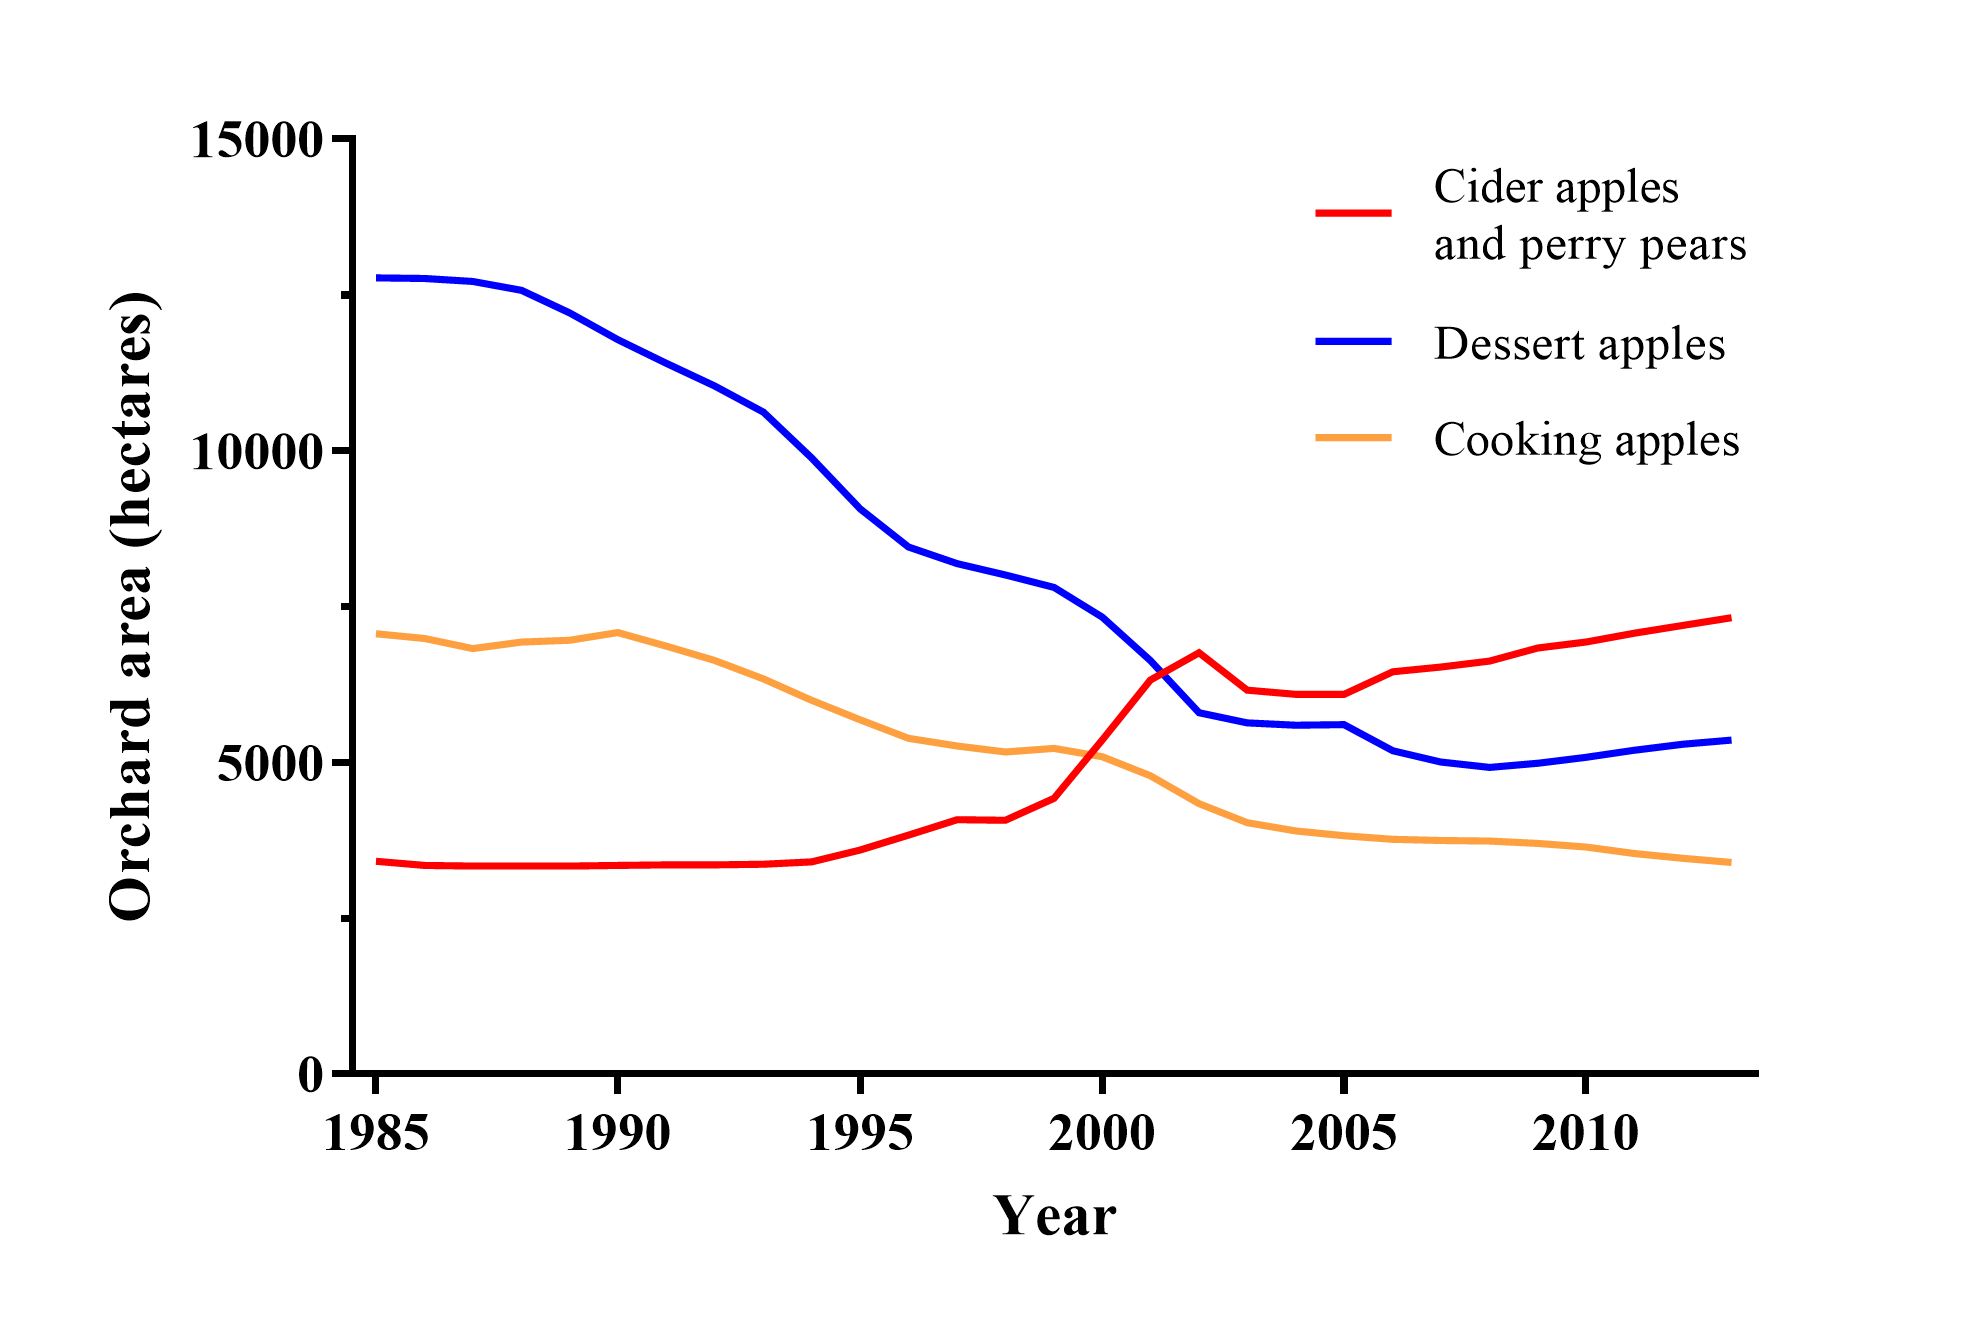 15000
10000
5000
0
Orchard area (hectares)
Cider apples
and perry pears
Dessert apples
Cooking apples
1985 1990 1995 2000 2005 2010
Year